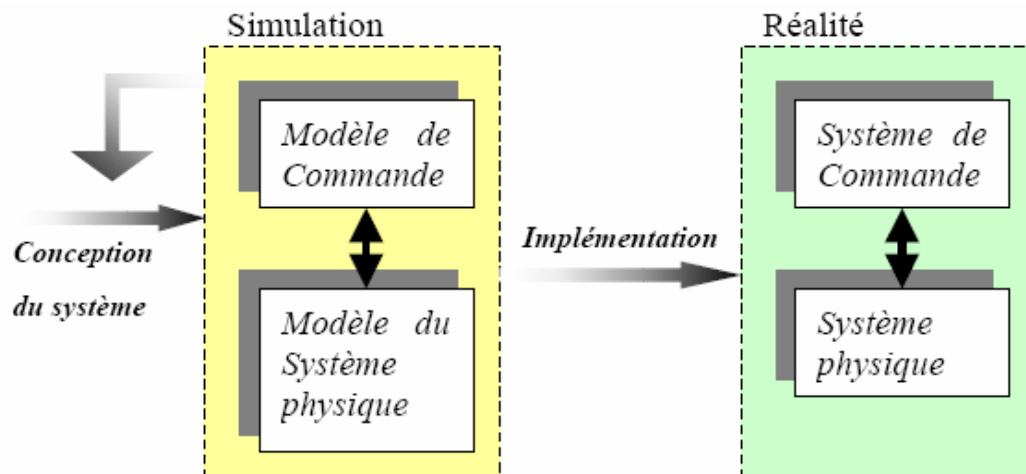 Simulation
Modèle de
Commande
Modèle du
Système
physique
Conception
du système
Implémentation
Réalité
Système de
Commande
Système
physique